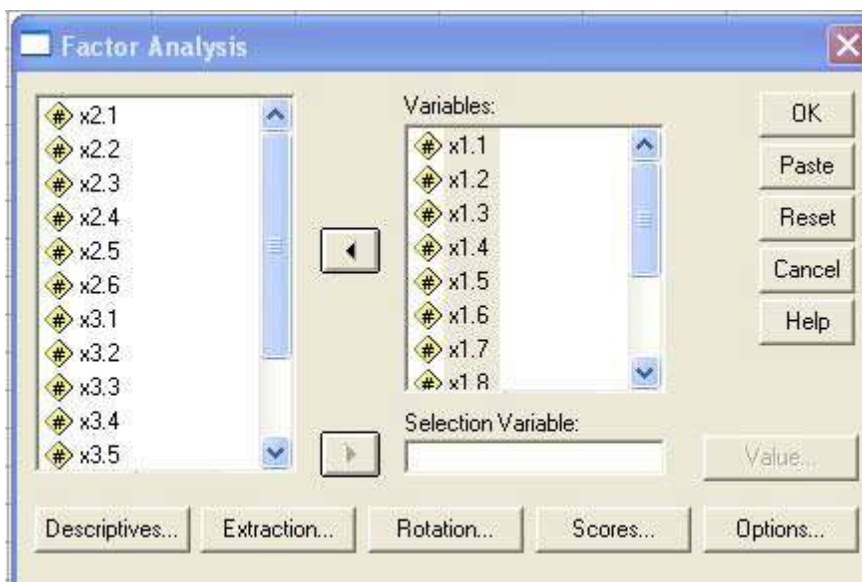 Factor Analysis
x2.1
x2.2
x2.3
x2.4
x2.5
x2.6
x3.1
x3.2
x3.3
x3.4
x3.5
Variables:
x1.1
x1.2
x1.3
x1.4
x1.5
x1.6
x1.7
x1.8
Selection Variable:
OK
Paste
Reset
Cancel
Help
Value...
Descriptives...
Extraction...
Rotation...
Scores...
Options...